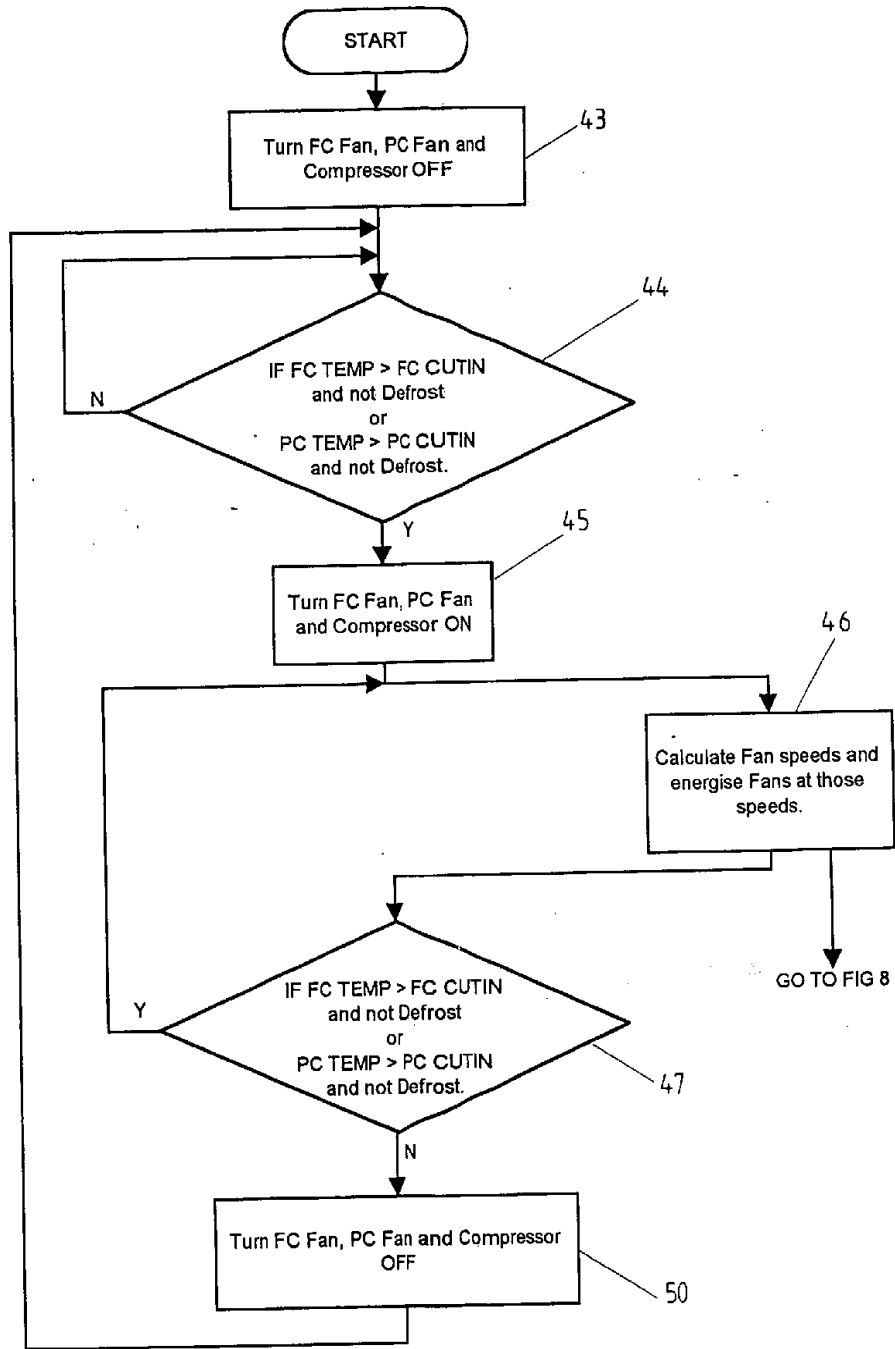 START
43
Turn FC Fan, PC Fan and
Compressor OFF
44
IF FC TEMP > FC CUTIN
and not Defrost
or
PC TEMP > PC CUTIN
and not Defrost.
N
Y
45
Turn FC Fan, PC Fan
and Compressor ON
46
Calculate Fan speeds and
energise Fans at those
speeds.
GO TO FIG 8
IF FC TEMP > FC CUTIN
and not Defrost
or
PC TEMP > PC CUTIN
and not Defrost.
Y
47
N
Turn FC Fan, PC Fan and Compressor
OFF
50